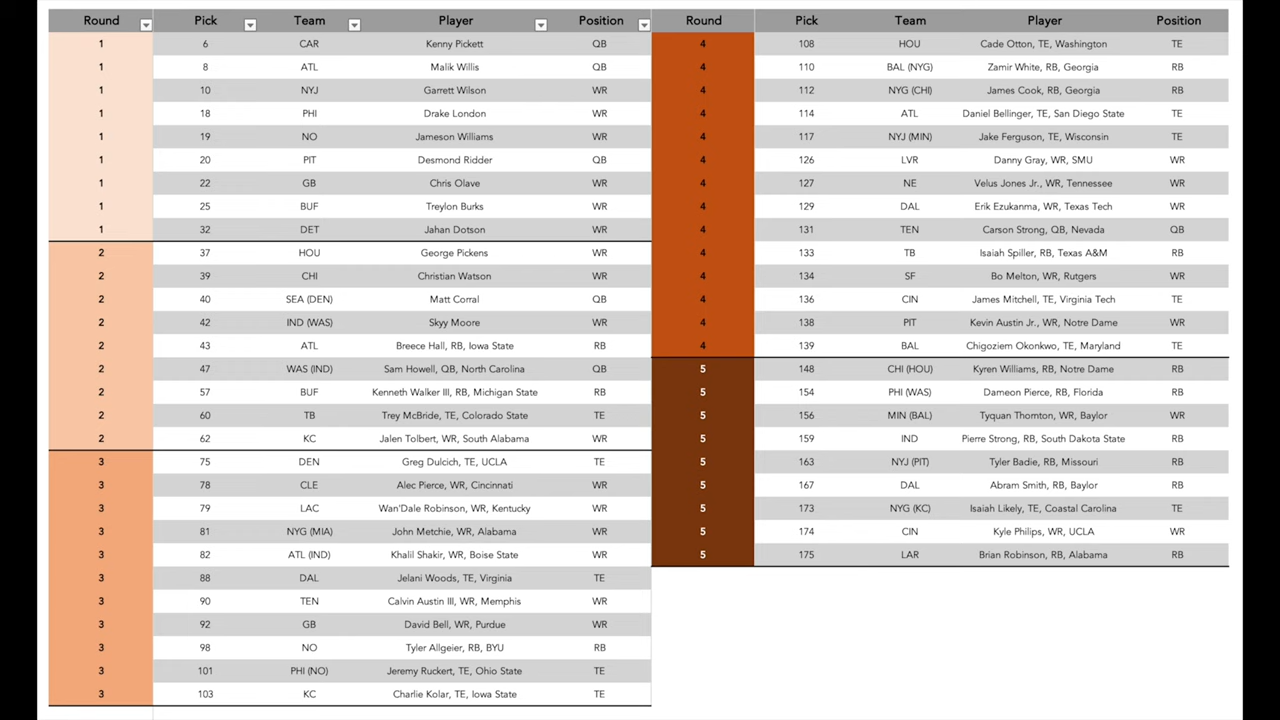 Round Pick Team Player Position
1 6 CAR Kenny Pickett QB
1 8 ATL Malik Willis QB
1 10 NYJ Garrett Wilson WR
1 18 PHI Drake London WR
1 19 NO Jameson Williams WR
1 20 PIT Desmond Ridder QB
1 22 GB Chris Olave WR
1 25 BUF Treylon Burks WR
1 32 DET Jahan Dotson WR
2 37 HOU George Pickens WR
2 39 CHI Christian Watson WR
2 40 SEA (DEN) Matt Corral QB
2 42 IND (WAS) Skyy Moore WR
2 43 ATL Breece Hall, RB, Iowa State RB
2 47 WAS (IND) Sam Howell, QB, North Carolina QB
2 57 BUF Kenneth Walker III, RB, Michigan State RB
2 60 TB Trey McBride, TE, Colorado State TE
2 62 KC Jalen Tolbert, WR, South Alabama WR
3 75 DEN Greg Dulcich, TE, UCLA TE
3 78 CLE Alec Pierce, WR, Cincinnati WR
3 79 LAC Wan'Dale Robinson, WR, Kentucky WR
3 81 NYG (MIA) John Metchie, WR, Alabama WR
3 82 ATL (IND) Khalil Shakir, WR, Boise State WR
3 88 DAL Jelani Woods, TE, Virginia TE
3 90 TEN Calvin Austin III, WR, Memphis WR
3 92 GB David Bell, WR, Purdue WR
3 98 NO Tyler Allgeier, RB, BYU RB
3 101 PHI (NO) Jeremy Ruckert, TE, Ohio State TE
3 103 KC Charlie Kolar, TE, Iowa State TE
Round Pick Team Player Position
4 108 HOU Cade Otton, TE, Washington TE
4 110 BAL (NYG) Zamir White, RB, Georgia RB
4 112 NYG (CHI) James Cook, RB, Georgia RB
4 114 ATL Daniel Bellinger, TE, San Diego State TE
4 117 NYJ (MIN) Jake Ferguson, TE, Wisconsin TE
4 126 LVR Danny Gray, WR, SMU WR
4 127 NE Velus Jones Jr., WR, Tennessee WR
4 129 DAL Erik Ezukanma, WR, Texas Tech WR
4 131 TEN Carson Strong, QB, Nevada QB
4 133 TB Isaiah Spiller, RB, Texas A&M RB
4 134 SF Bo Melton, WR, Rutgers WR
4 136 CIN James Mitchell, TE, Virginia Tech TE
4 138 PIT Kevin Austin Jr., WR, Notre Dame WR
4 139 BAL Chigoziem Okonkwo, TE, Maryland TE
5 148 CHI (HOU) Kyren Williams, RB, Notre Dame RB
5 154 PHI (WAS) Dameon Pierce, RB, Florida RB
5 156 MIN (BAL) Tyquan Thomton, WR, Baylor WR
5 159 IND Pierre Strong, RB, South Dakota State RB
5 163 NYJ (PIT) Tyler Badie, RB, Missouri RB
5 167 DAL Abram Smith, RB, Baylor RB
5 173 NYG (KC) Isaiah Likely, TE, Coastal Carolina TE
5 174 CIN Kyle Philips, WR, UCLA WR
5 175 LAR Brian Robinson, RB, Alabama RB